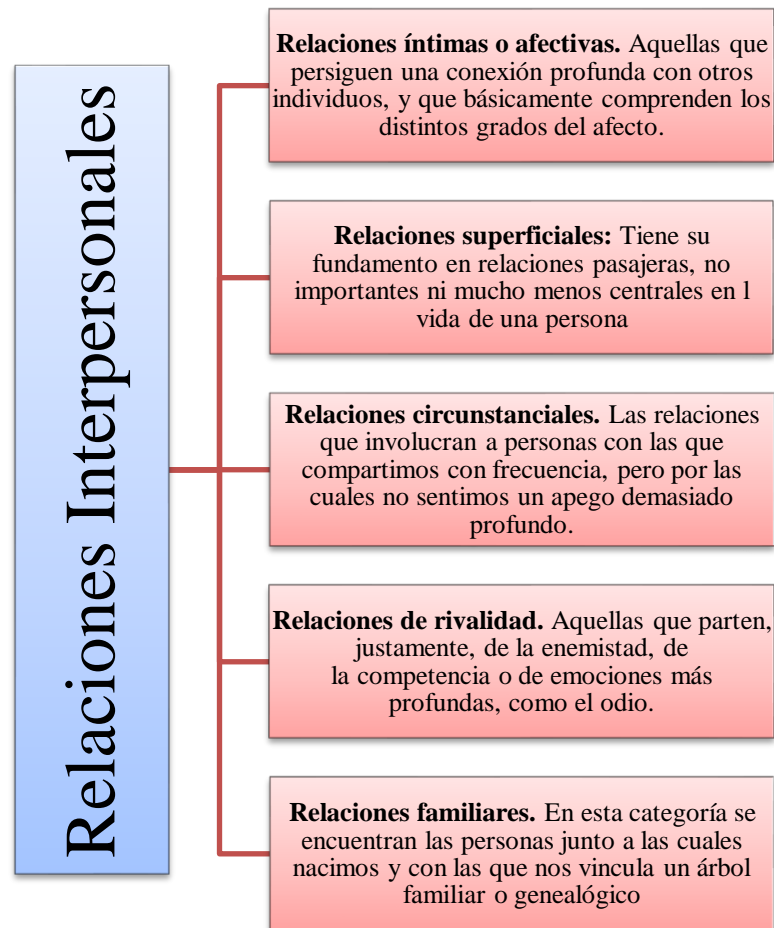 Relaciones Interpersonales
Relaciones íntimas o afectivas. Aquellas que
persiguen una conexión profunda con otros
individuos, y que básicamente comprenden los
distintos grados del afecto.
Relaciones superficiales: Tiene su
fundamento en relaciones pasajeras, no
importantes ni mucho menos centrales en l
vida de una persona
Relaciones circunstanciales. Las relaciones
que involucran a personas con las que
compartimos con frecuencia, pero por las
cuales no sentimos un apego demasiado
profundo.
Relaciones de rivalidad. Aquellas que parten,
justamente, de la enemistad, de
la competencia o de emociones más
profundas, como el odio.
Relaciones familiares. En esta categoría se
encuentran las personas junto a las cuales
nacimos y con las que nos vincula un árbol
familiar o genealógico